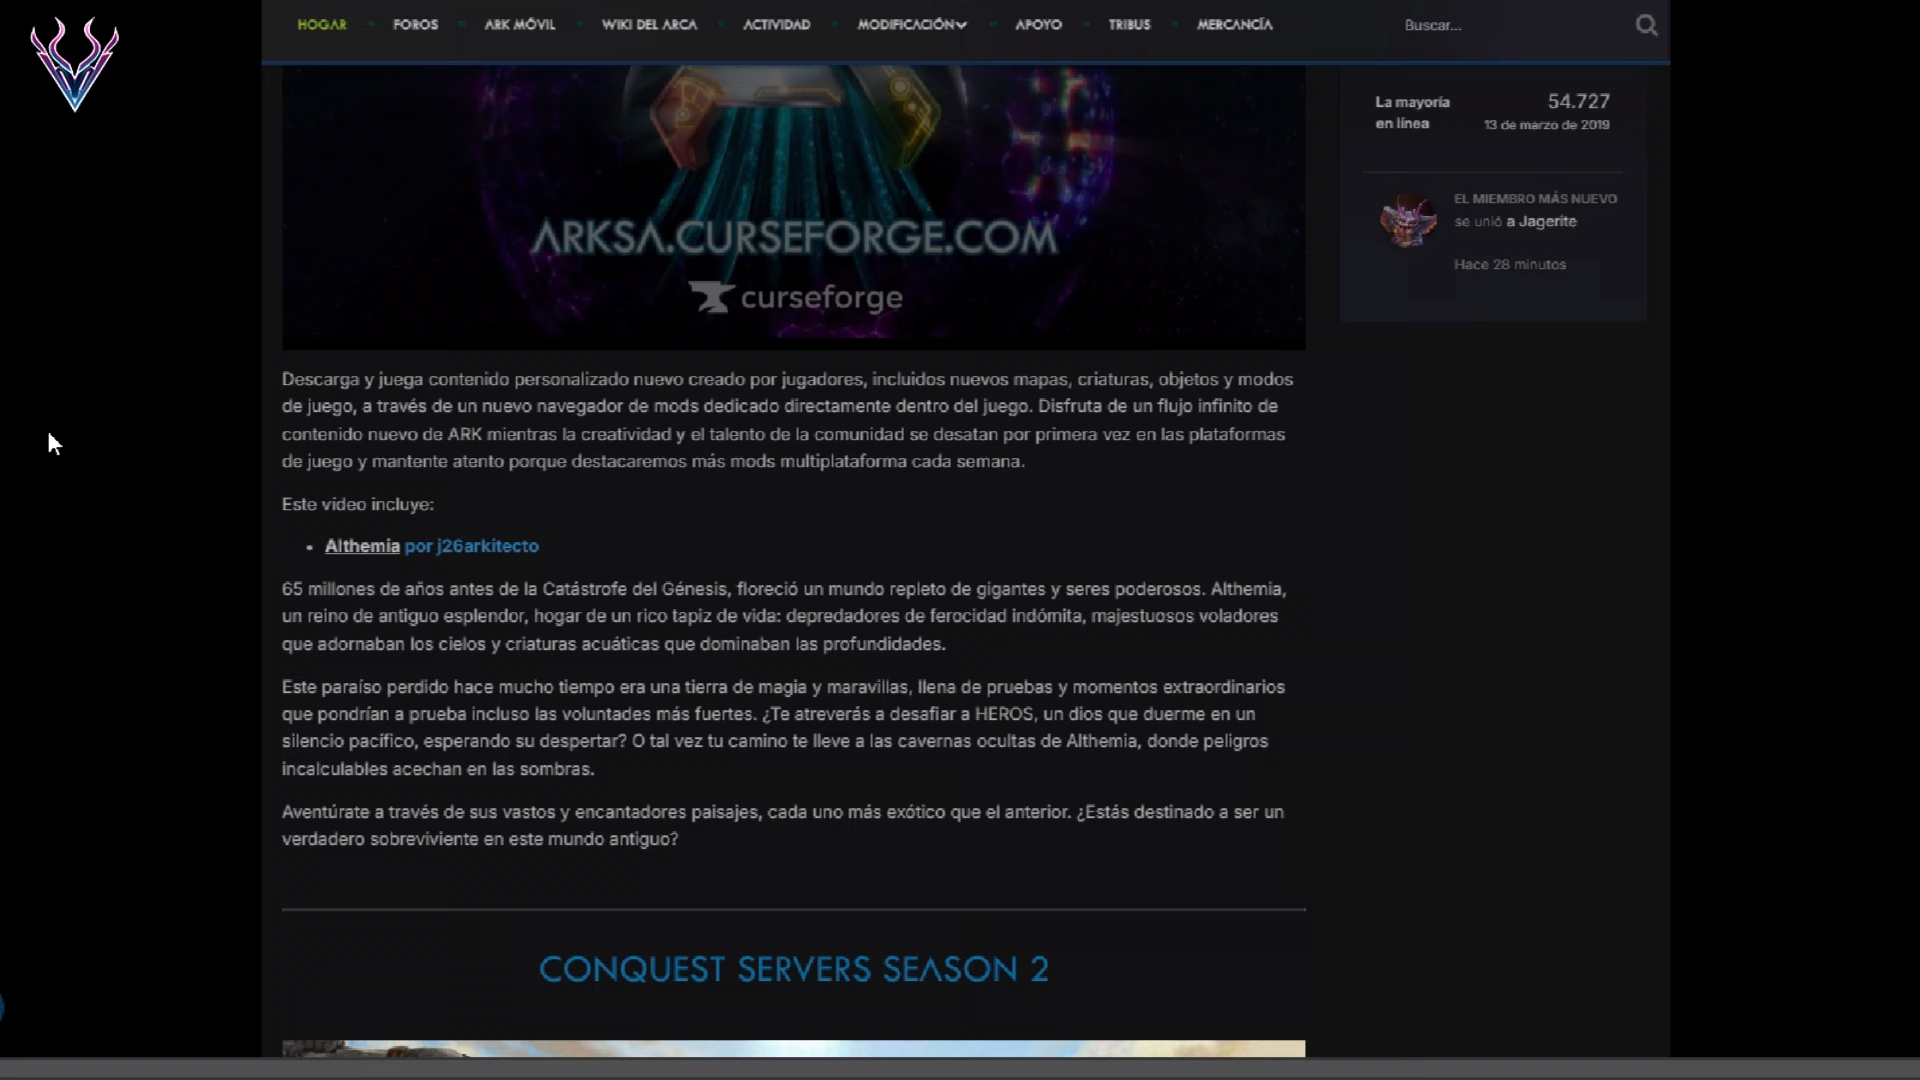 HOGAR FOROS ARK MÓVIL WIKI DEL ARCA ACTIVIDAD MODIFICACIÓN APOYO TRIBUS MERCANCÍA Buscar...
ARKSA.CURSEFORGE.COM
curseforge
La mayoría en línea
54.727
13 de marzo de 2019
EL MIEMBRO MÁS NUEVO
se unió a Jagerite
Hace 28 minutos
Descarga y juega contenido personalizado nuevo creado por jugadores, incluidos nuevos mapas, criaturas, objetos y modos
de juego, a través de un nuevo navegador de mods dedicado directamente dentro del juego. Disfruta de un flujo infinito de
contenido nuevo de ARK mientras la creatividad y el talento de la comunidad se desatan por primera vez en las plataformas
de juego y mantente atento porque destacaremos más mods multiplataforma cada semana.
Este video incluye:
• Althemia por j26arkitecto
65 millones de años antes de la Catástrofe del Génesis, floreció un mundo repleto de gigantes y seres poderosos. Althemia,
un reino de antiguo esplendor, hogar de un rico tapiz de vida: depredadores de ferocidad indómita, majestuosos voladores
que adornaban los cielos y criaturas acuáticas que dominaban las profundidades.
Este paraíso perdido hace mucho tiempo era una tierra de magia y maravillas, llena de pruebas y momentos extraordinarios
que pondrían a prueba incluso las voluntades más fuertes. ¿Te atreverás a desafiar a HEROS, un dios que duerme en un
silencio pacífico, esperando su despertar? O tal vez tu camino te lleve a las cavernas ocultas de Althemia, donde peligros
incalculables acechan en las sombras.
Aventúrate a través de sus vastos y encantadores paisajes, cada uno más exótico que el anterior. ¿Estás destinado a ser un
verdadero sobreviviente en este mundo antiguo?
CONQUEST SERVERS SEASON 2